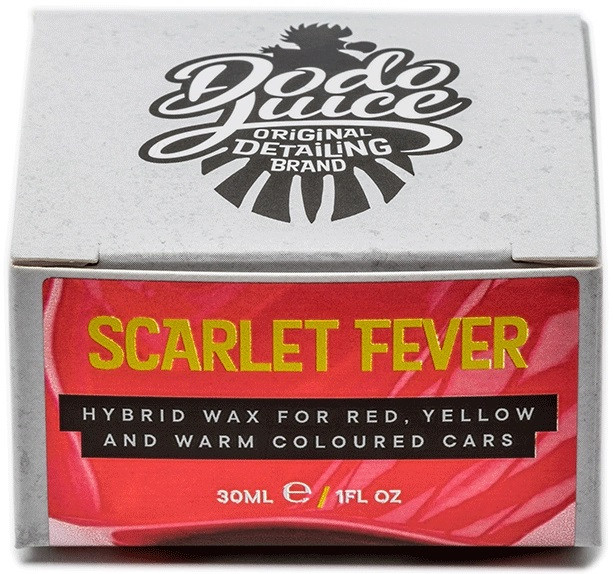 Dodo
Juice
ORIGINAL
DETAILING
BRAND
SCARLET FEVER
HYBRID WAX FOR RED, YELLOW
AND WARM COLOURED CARS
30ML ℮ / 1FL OZ